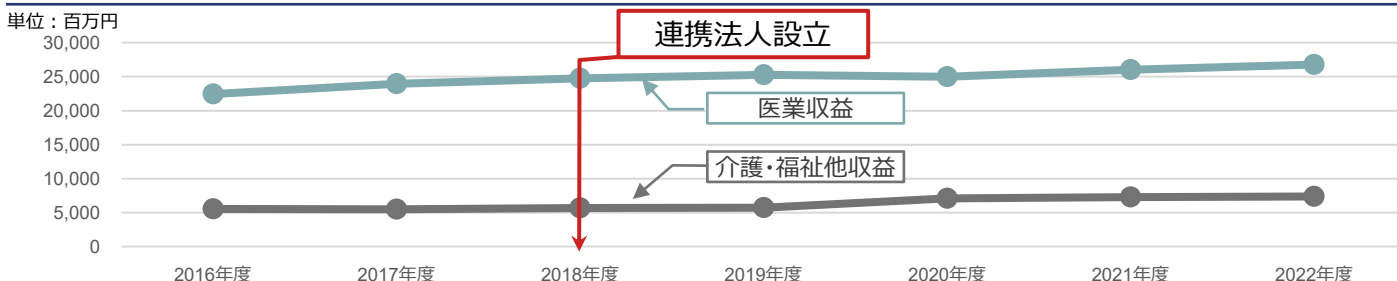 単位：百万円
連携法人設立
30,000
25,000
20,000
15,000
10,000
5,000
0
医業収益
介護・福祉他収益
2016年度
2017年度
2018年度
2019年度
2020年度
2021年度
2022年度